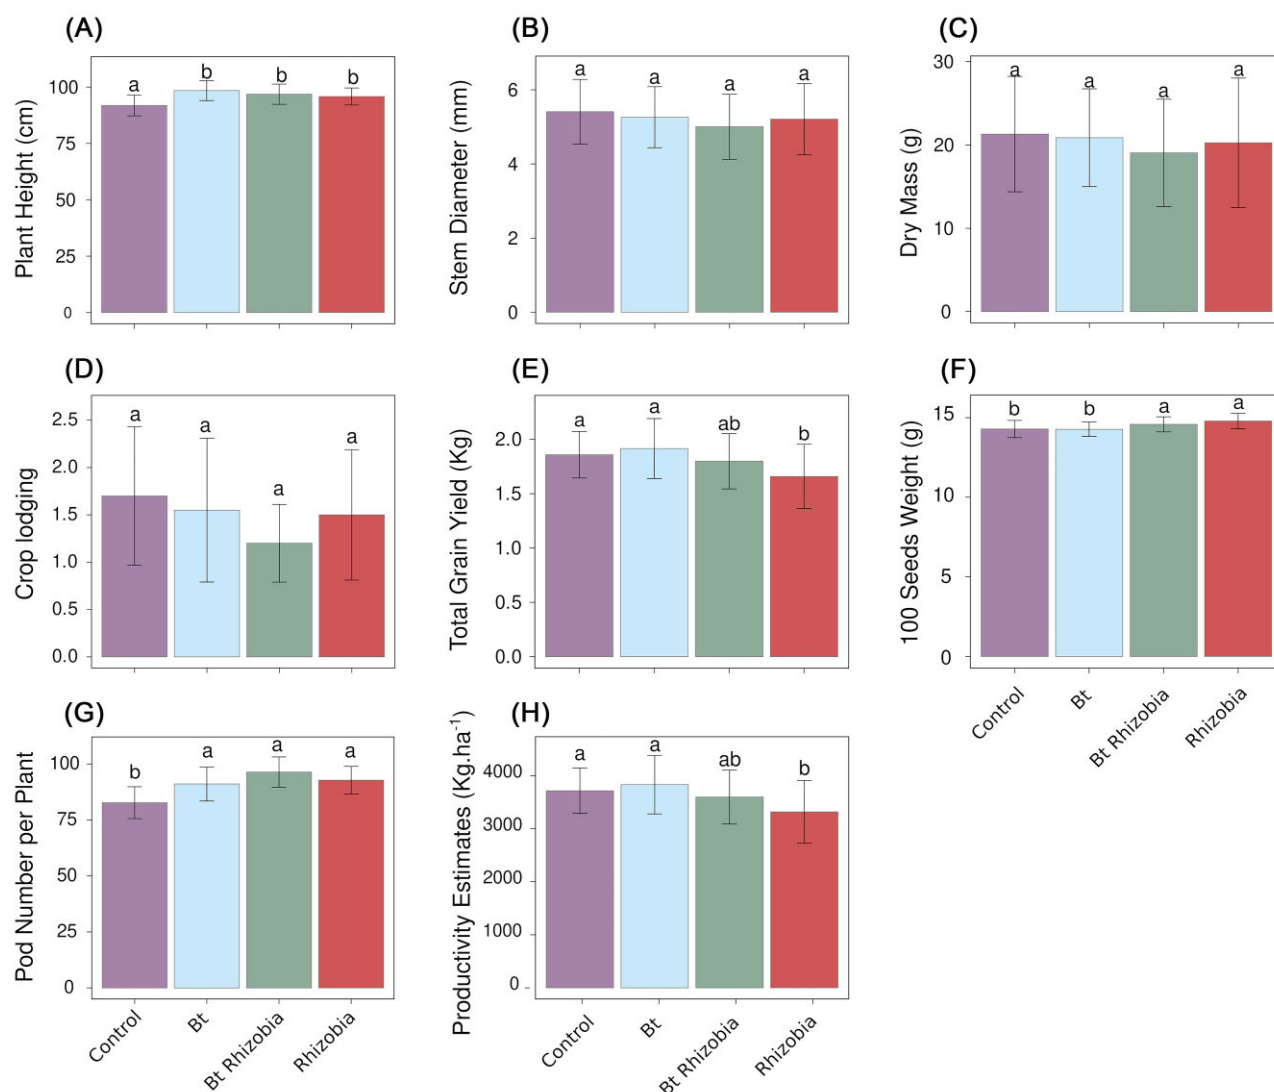 (A)
Plant Height (cm)
100
75
50
25
0
a b b b
(B)
Stem Diameter (mm)
6
4
2
0
a a a a
(C)
Dry Mass (g)
30
20
10
0
a a a a
(D)
Crop lodging
2.5
2.0
1.5
1.0
0.5
0.0
a a a a
(E)
Total Grain Yield (Kg)
2.0
1.5
1.0
0.5
0.0
a a ab b
(F)
100 Seeds Weight (g)
15
10
5
0
b b a a
Control Bt Bt Rhizobia Rhizobia
(G)
Pod Number per Plant
100
75
50
25
0
b a a a
Control Bt Bt Rhizobia Rhizobia
(H)
Productivity Estimates (Kg.ha⁻¹)
4000
3000
2000
1000
0
a a ab b
Control Bt Bt Rhizobia Rhizobia